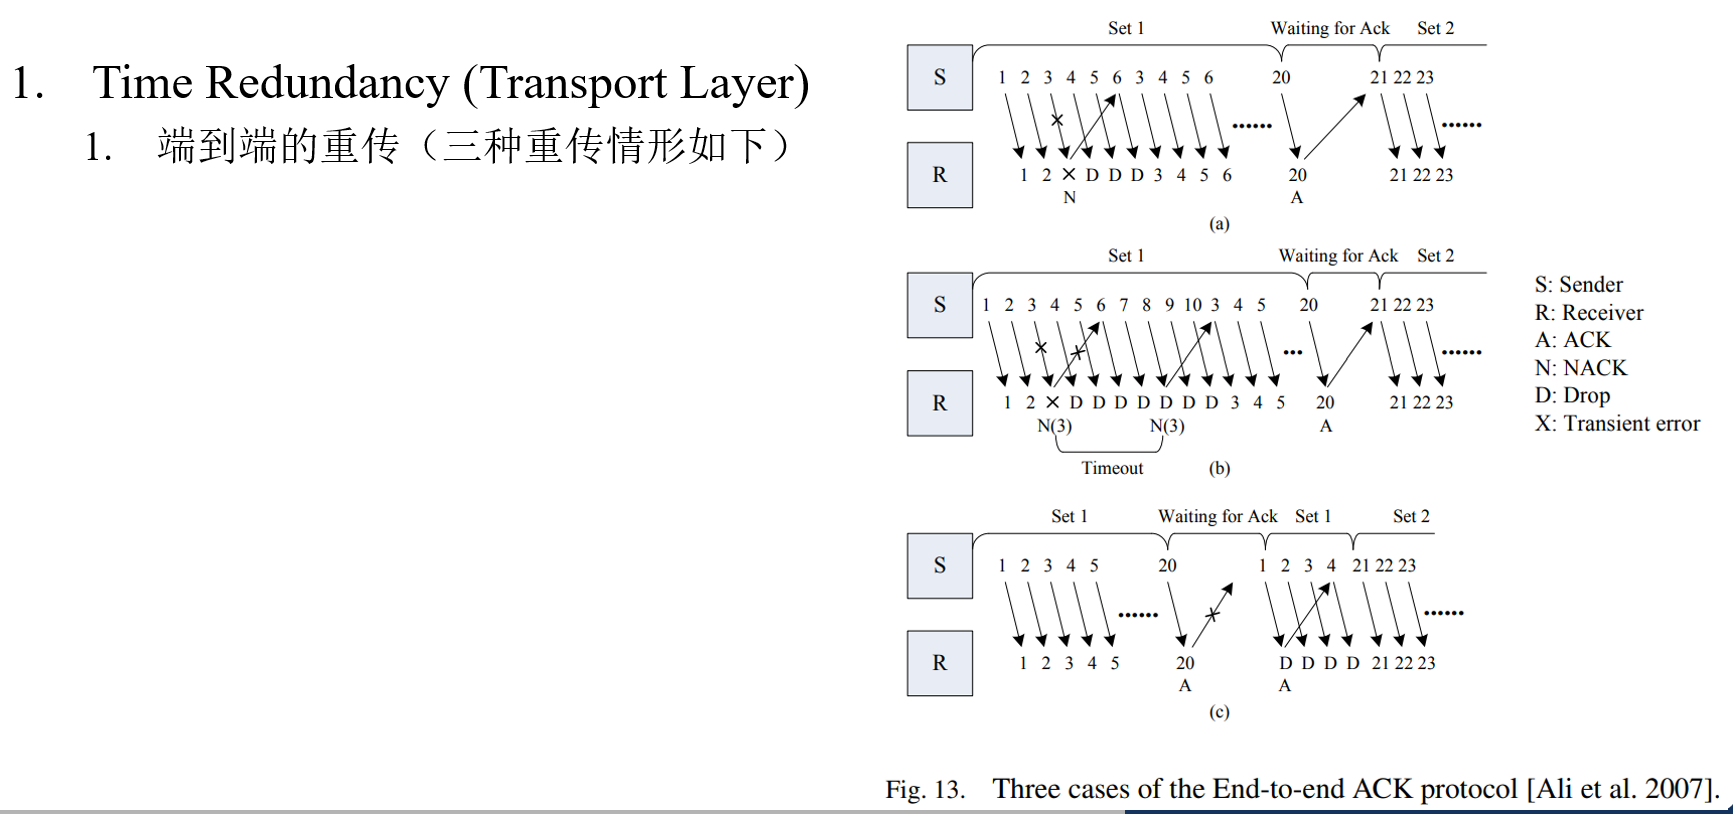 1. Time Redundancy (Transport Layer)
1. 端到端的重传（三种重传情形如下）
Set 1 Waiting for Ack Set 2
S 1 2 3 4 5 6 3 4 5 6 20 21 22 23
×
......
......
R 1 2 × D D D 3 4 5 6 20 21 22 23
N A
(a)
Set 1 Waiting for Ack Set 2
S 1 2 3 4 5 6 7 8 9 10 3 4 5 20 21 22 23
× ×
...
......
R 1 2 × D D D D D D D 3 4 5 20 21 22 23
N(3) N(3) A
Timeout (b)
Set 1 Waiting for Ack Set 1 Set 2
S 1 2 3 4 5 20 1 2 3 4 21 22 23
......
×
......
R 1 2 3 4 5 20 D D D D 21 22 23
A A
(c)
S: Sender
R: Receiver
A: ACK
N: NACK
D: Drop
X: Transient error
Fig. 13. Three cases of the End-to-end ACK protocol [Ali et al. 2007].